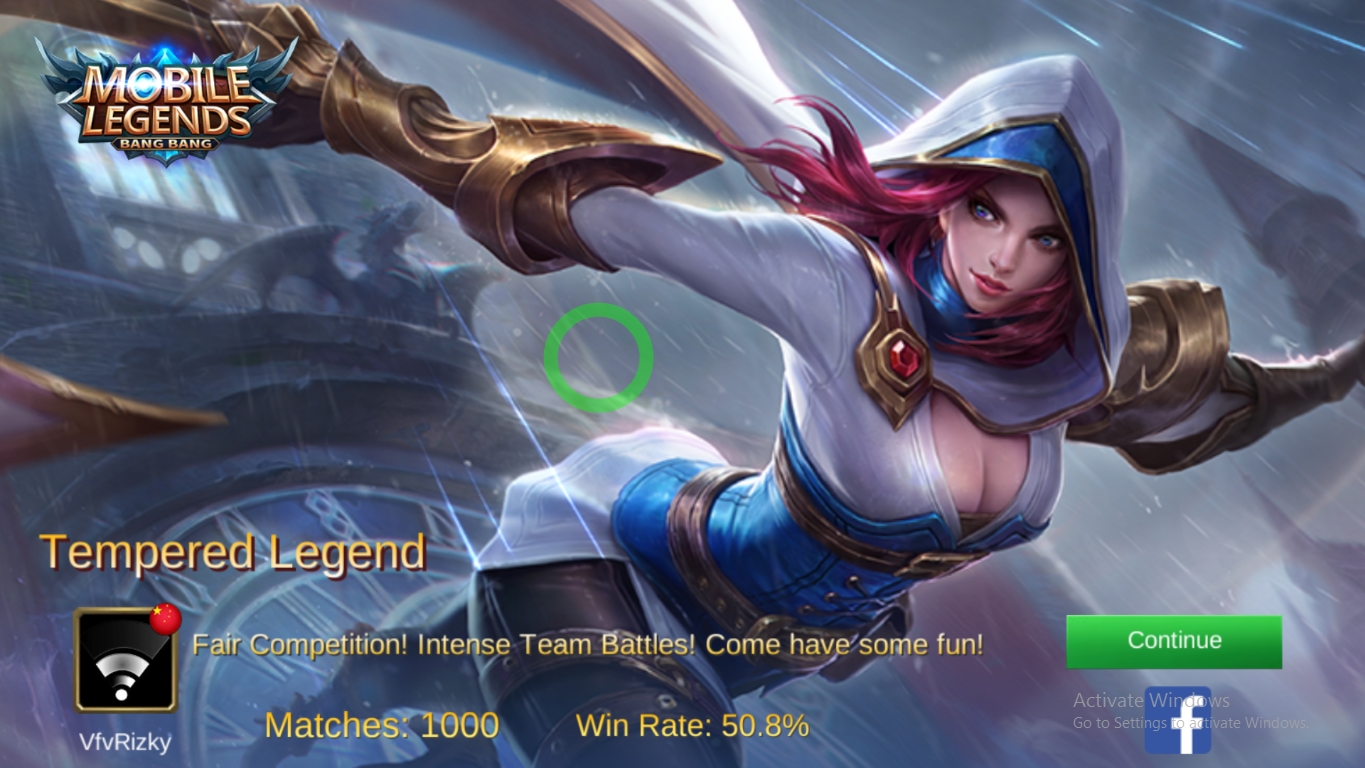 MOBILE
LEGENDS
BANG BANG
Tempered Legend
Fair Competition! Intense Team Battles! Come have some fun!
Continue
Matches: 1000
Win Rate: 50.8%
VfvRizky
Activate Windows
Go to Settings to activate Windows.
f